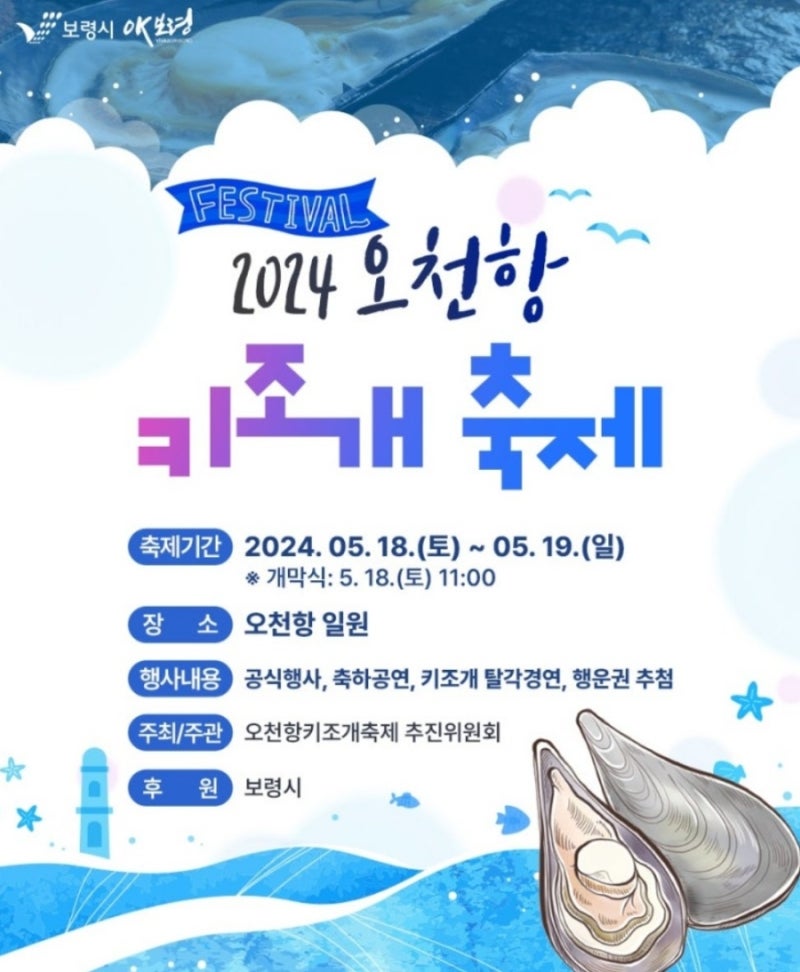 보령시 OK보령
FESTIVAL
2024 오천항
키조개 축제
축제기간 2024. 05. 18.(토) ~ 05. 19.(일)
※ 개막식: 5. 18.(토) 11:00
장 소 오천항 일원
행사내용 공식행사, 축하공연, 키조개 탈각경연, 행운권 추첨
주최/주관 오천항키조개축제 추진위원회
후 원 보령시